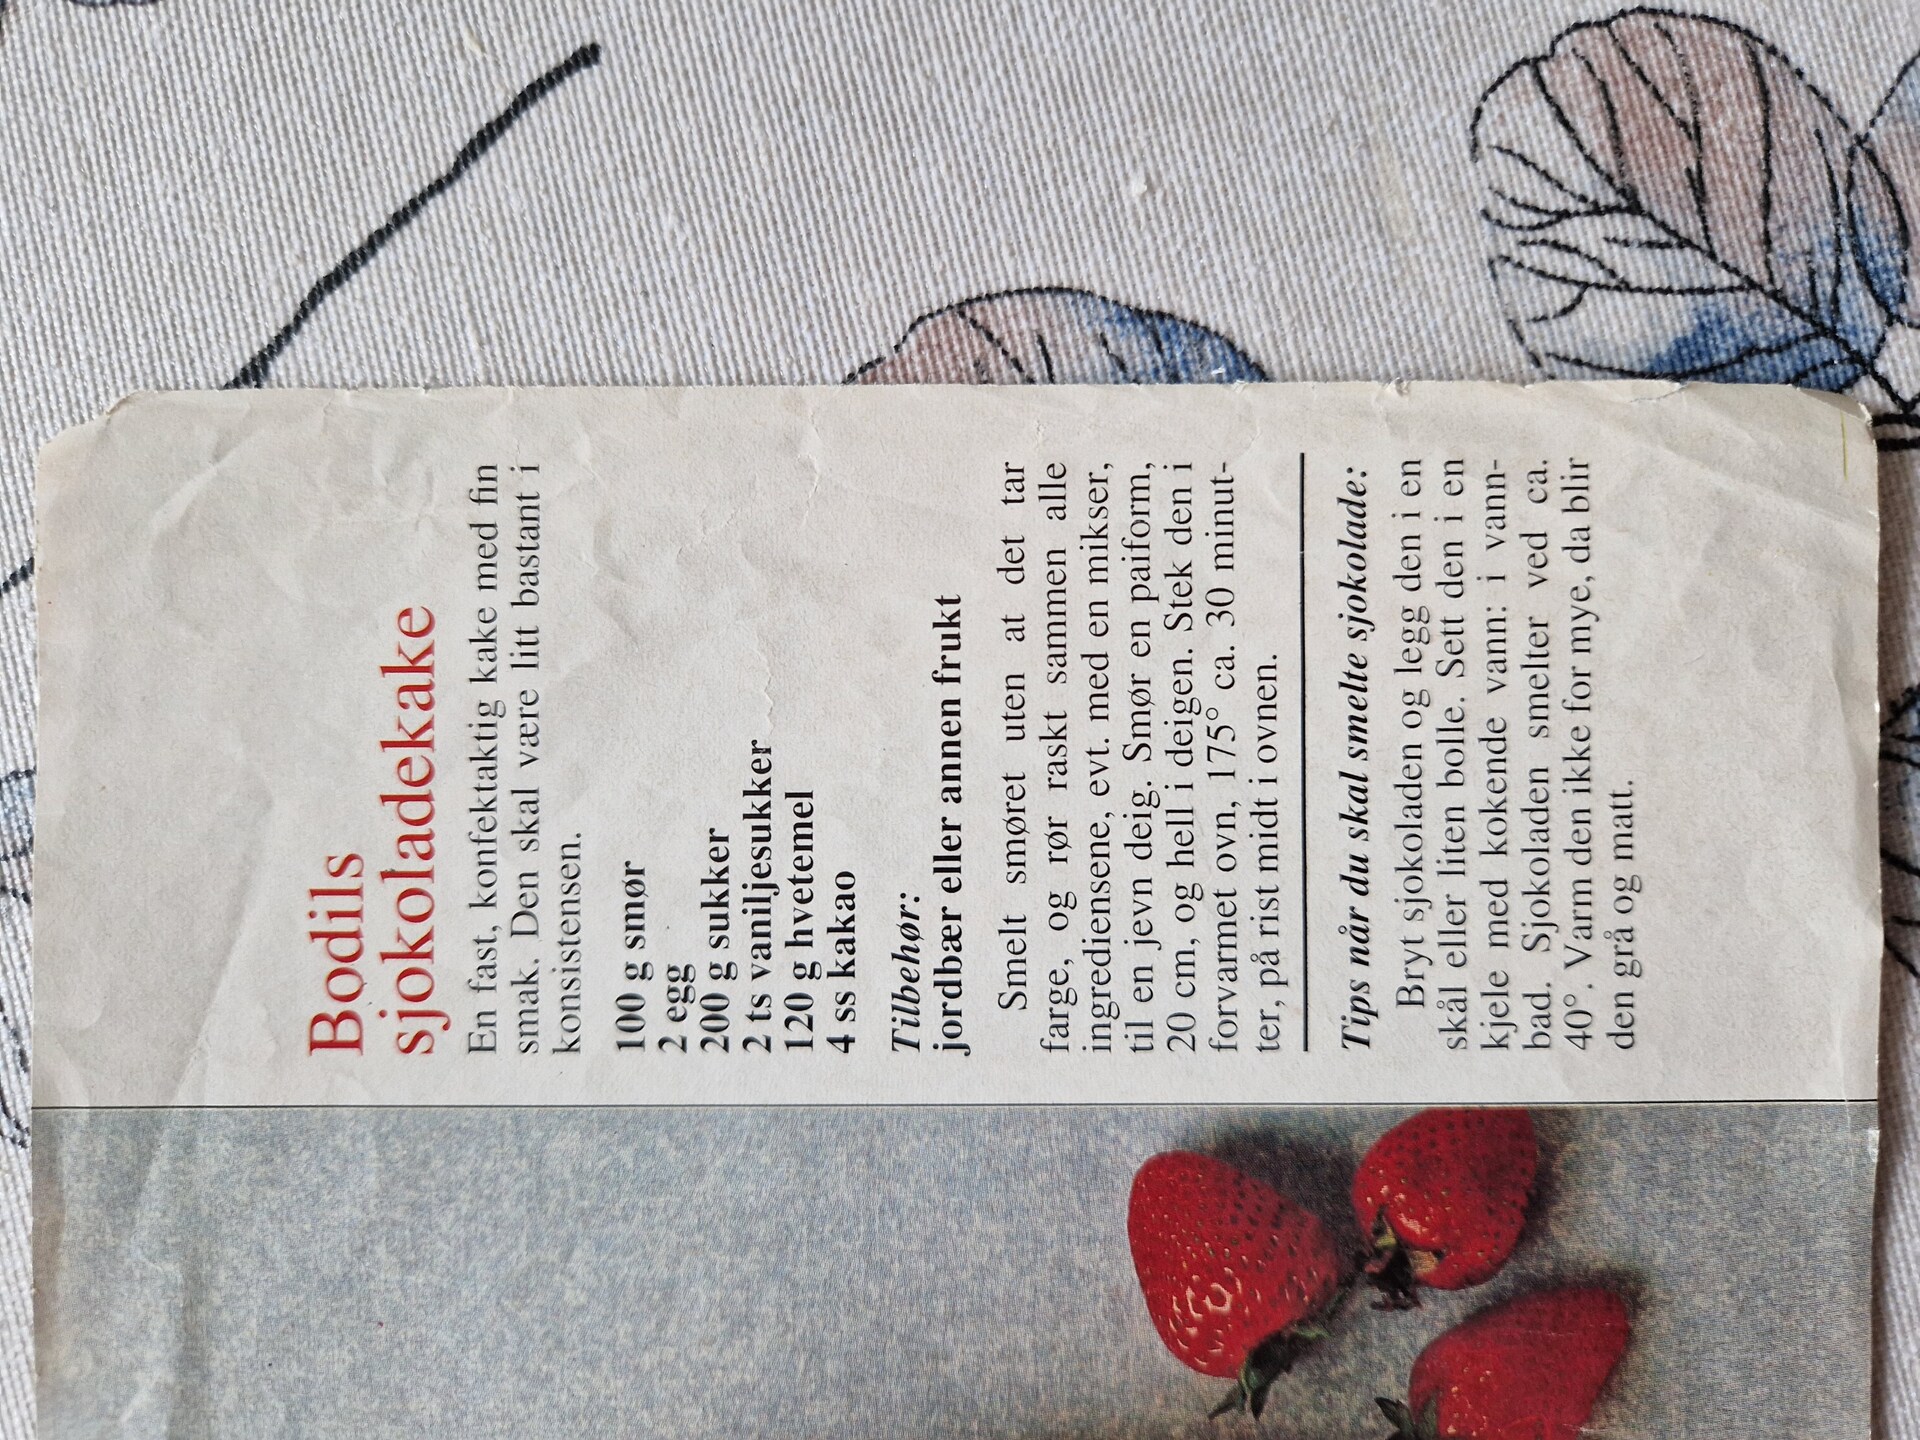 Bodils
sjokoladekake
En fast, konfektaktig kake med fin
smak. Den skal være litt bastant i
konsistensen.
100 g smør
2 egg
200 g sukker
2 ts vaniljesukker
120 g hvetemel
4 ss kakao
Tilbehør:
jordbær eller annen frukt
Smelt smøret uten at det tar
farge, og rør raskt sammen alle
ingrediensene, evt. med en mikser,
til en jevn deig. Smør en paiform,
20 cm, og hell i deigen. Stek den i
forvarmet ovn, 175° ca. 30 minut-
ter, på rist midt i ovnen.
Tips når du skal smelte sjokolade:
Bryt sjokoladen og legg den i en
skål eller liten bolle. Sett den i en
kjele med kokende vann: i vann-
bad. Sjokoladen smelter ved ca.
40°. Varm den ikke for mye, da blir
den grå og matt.